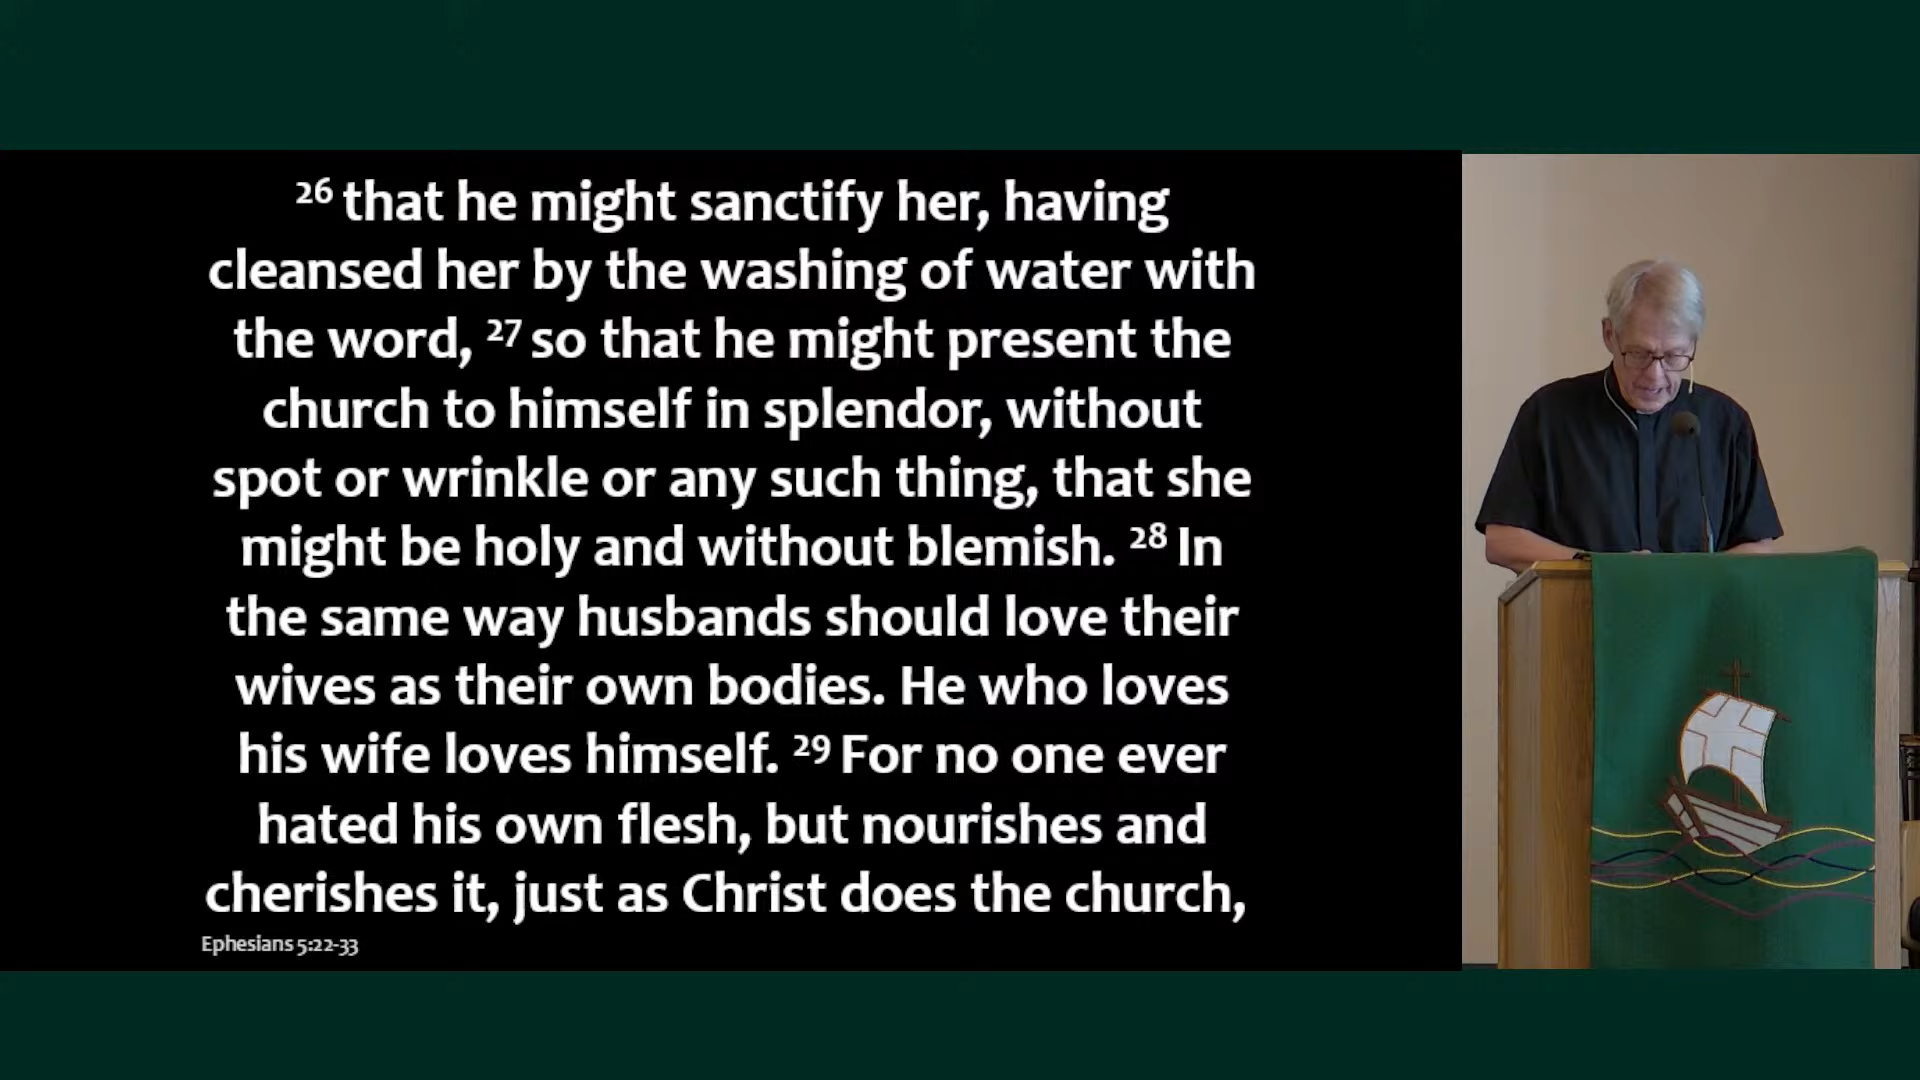 26 that he might sanctify her, having
cleansed her by the washing of water with
the word, 27 so that he might present the
church to himself in splendor, without
spot or wrinkle or any such thing, that she
might be holy and without blemish. 28 In
the same way husbands should love their
wives as their own bodies. He who loves
his wife loves himself. 29 For no one ever
hated his own flesh, but nourishes and
cherishes it, just as Christ does the church,
Ephesians 5:22-33